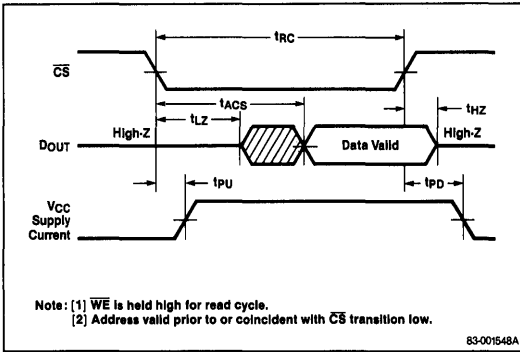 tRC
CS
tACS
tLZ
tHZ
High-Z
High-Z
DOUT
Data Valid
tPU
tPD
VCC
Supply
Current
Note: [1] WE is held high for read cycle.
[2] Address valid prior to or coincident with CS transition low.
83-001548A